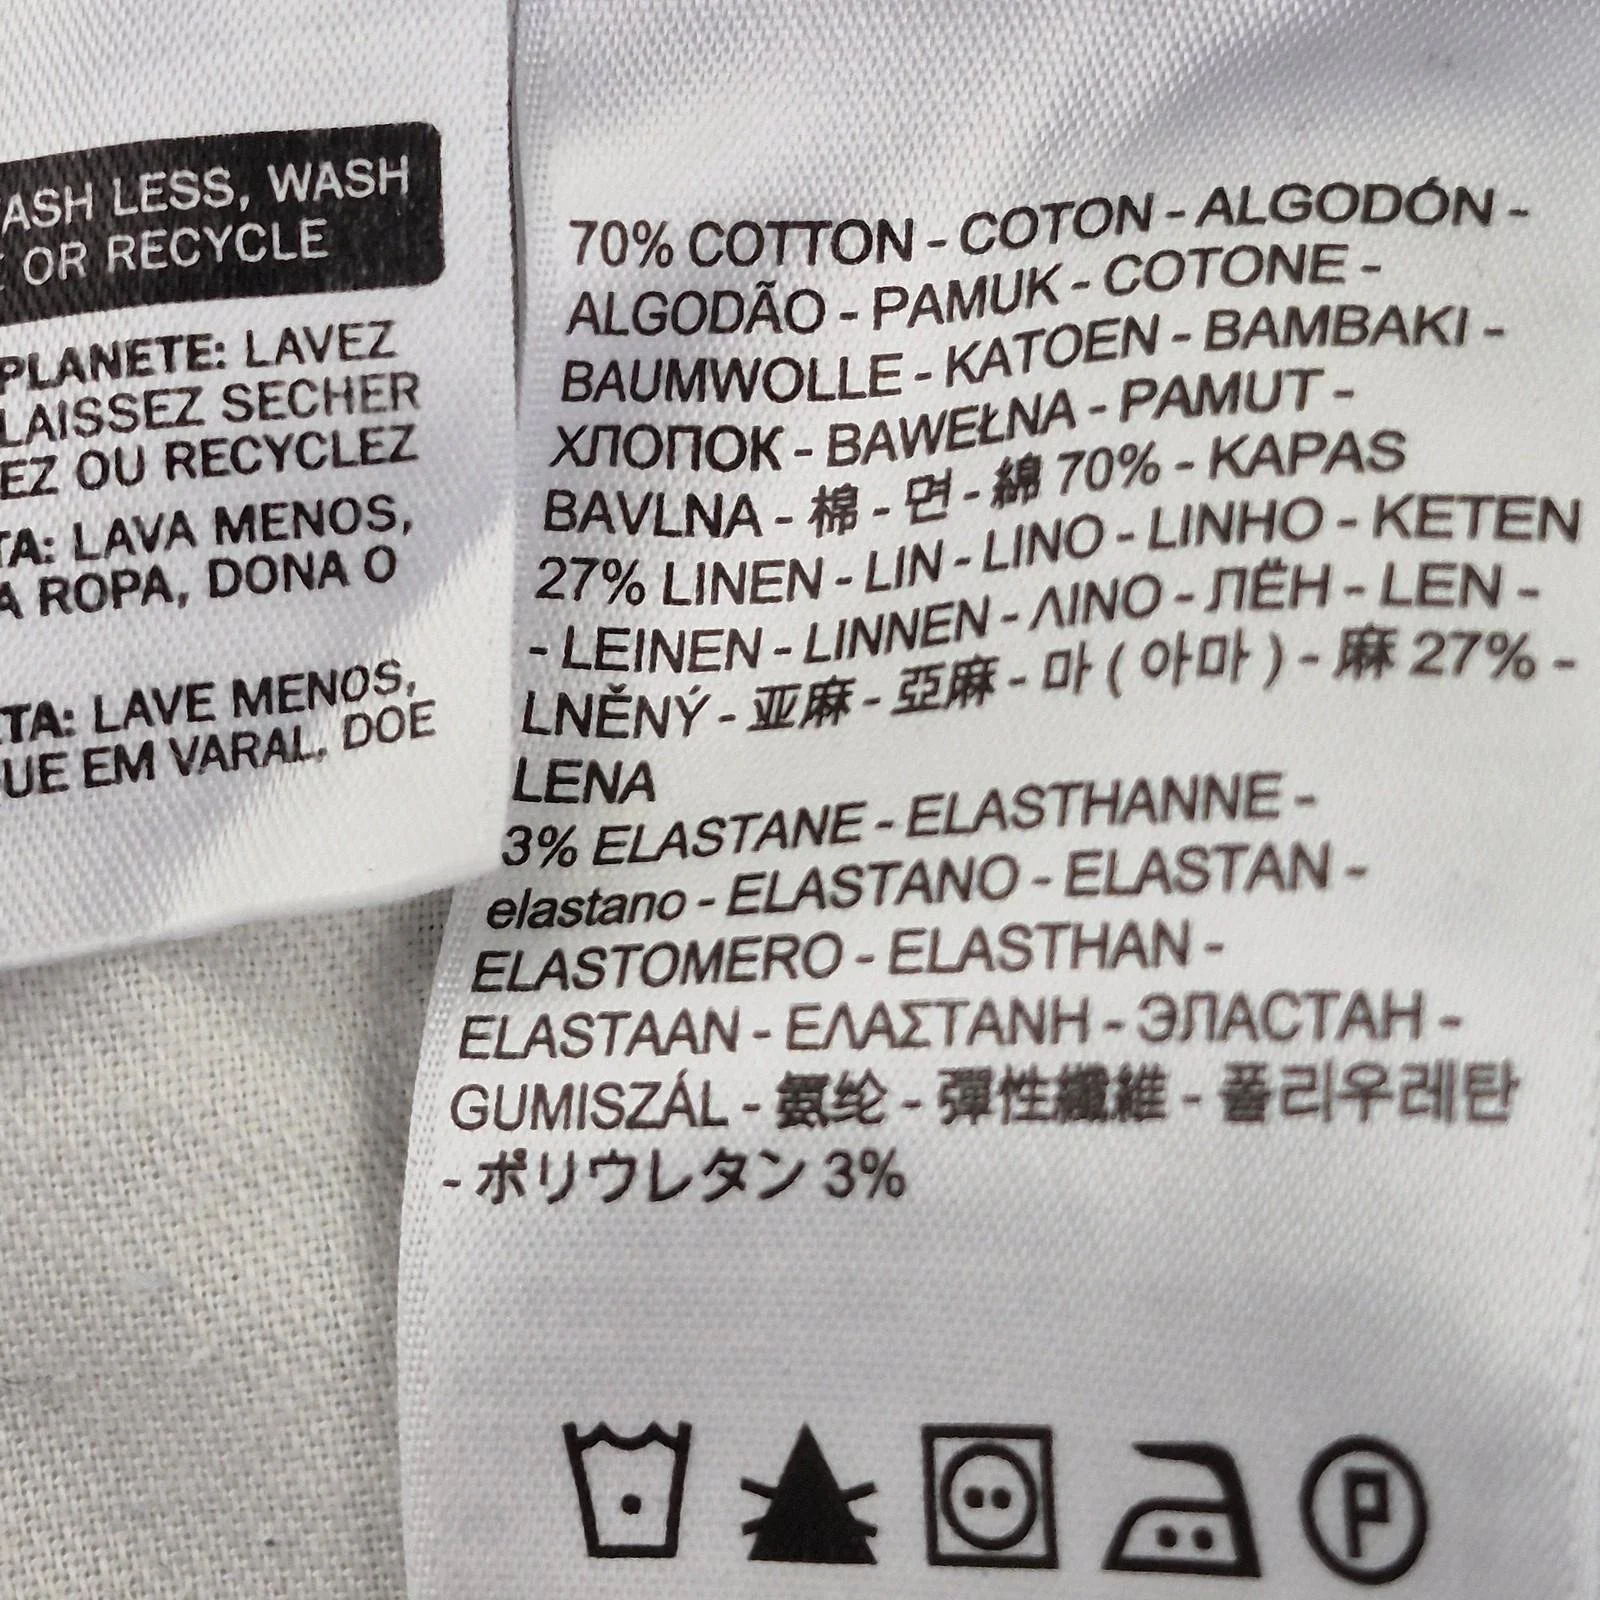 ASH LESS, WASH
OR RECYCLE
PLANETE: LAVEZ
LAISSEZ SECHER
EZ OU RECYCLEZ
TA: LAVA MENOS,
A ROPA, DONA O
TA: LAVE MENOS,
UE EM VARAL, DOE
70% COTTON - COTON - ALGODÓN -
ALGODÃO - PAMUK - COTONE -
BAUMWOLLE - KATOEN - BAMBAKI -
ХЛОПОК - BAWEŁNA - PAMUT -
BAVLNA - 棉 - 면 - 綿 70% - KAPAS
27% LINEN - LIN - LINO - LINHO - KETEN
- LEINEN - LINNEN - ΛΙΝΟ - ЛЁН - LEN -
LNĚNÝ - 亚麻 - 亞麻 - 마 ( 아마 ) - 麻 27% -
LENA
3% ELASTANE - ELASTHANNE -
elastano - ELASTANO - ELASTAN -
ELASTOMERO - ELASTHAN -
ELASTAAN - ΕΛΑΣΤΑΝΗ - ЭЛАСТАН -
GUMISZÁL - 氨纶 - 彈性纖維 - 폴리우레탄
- ポリウレタン 3%
P